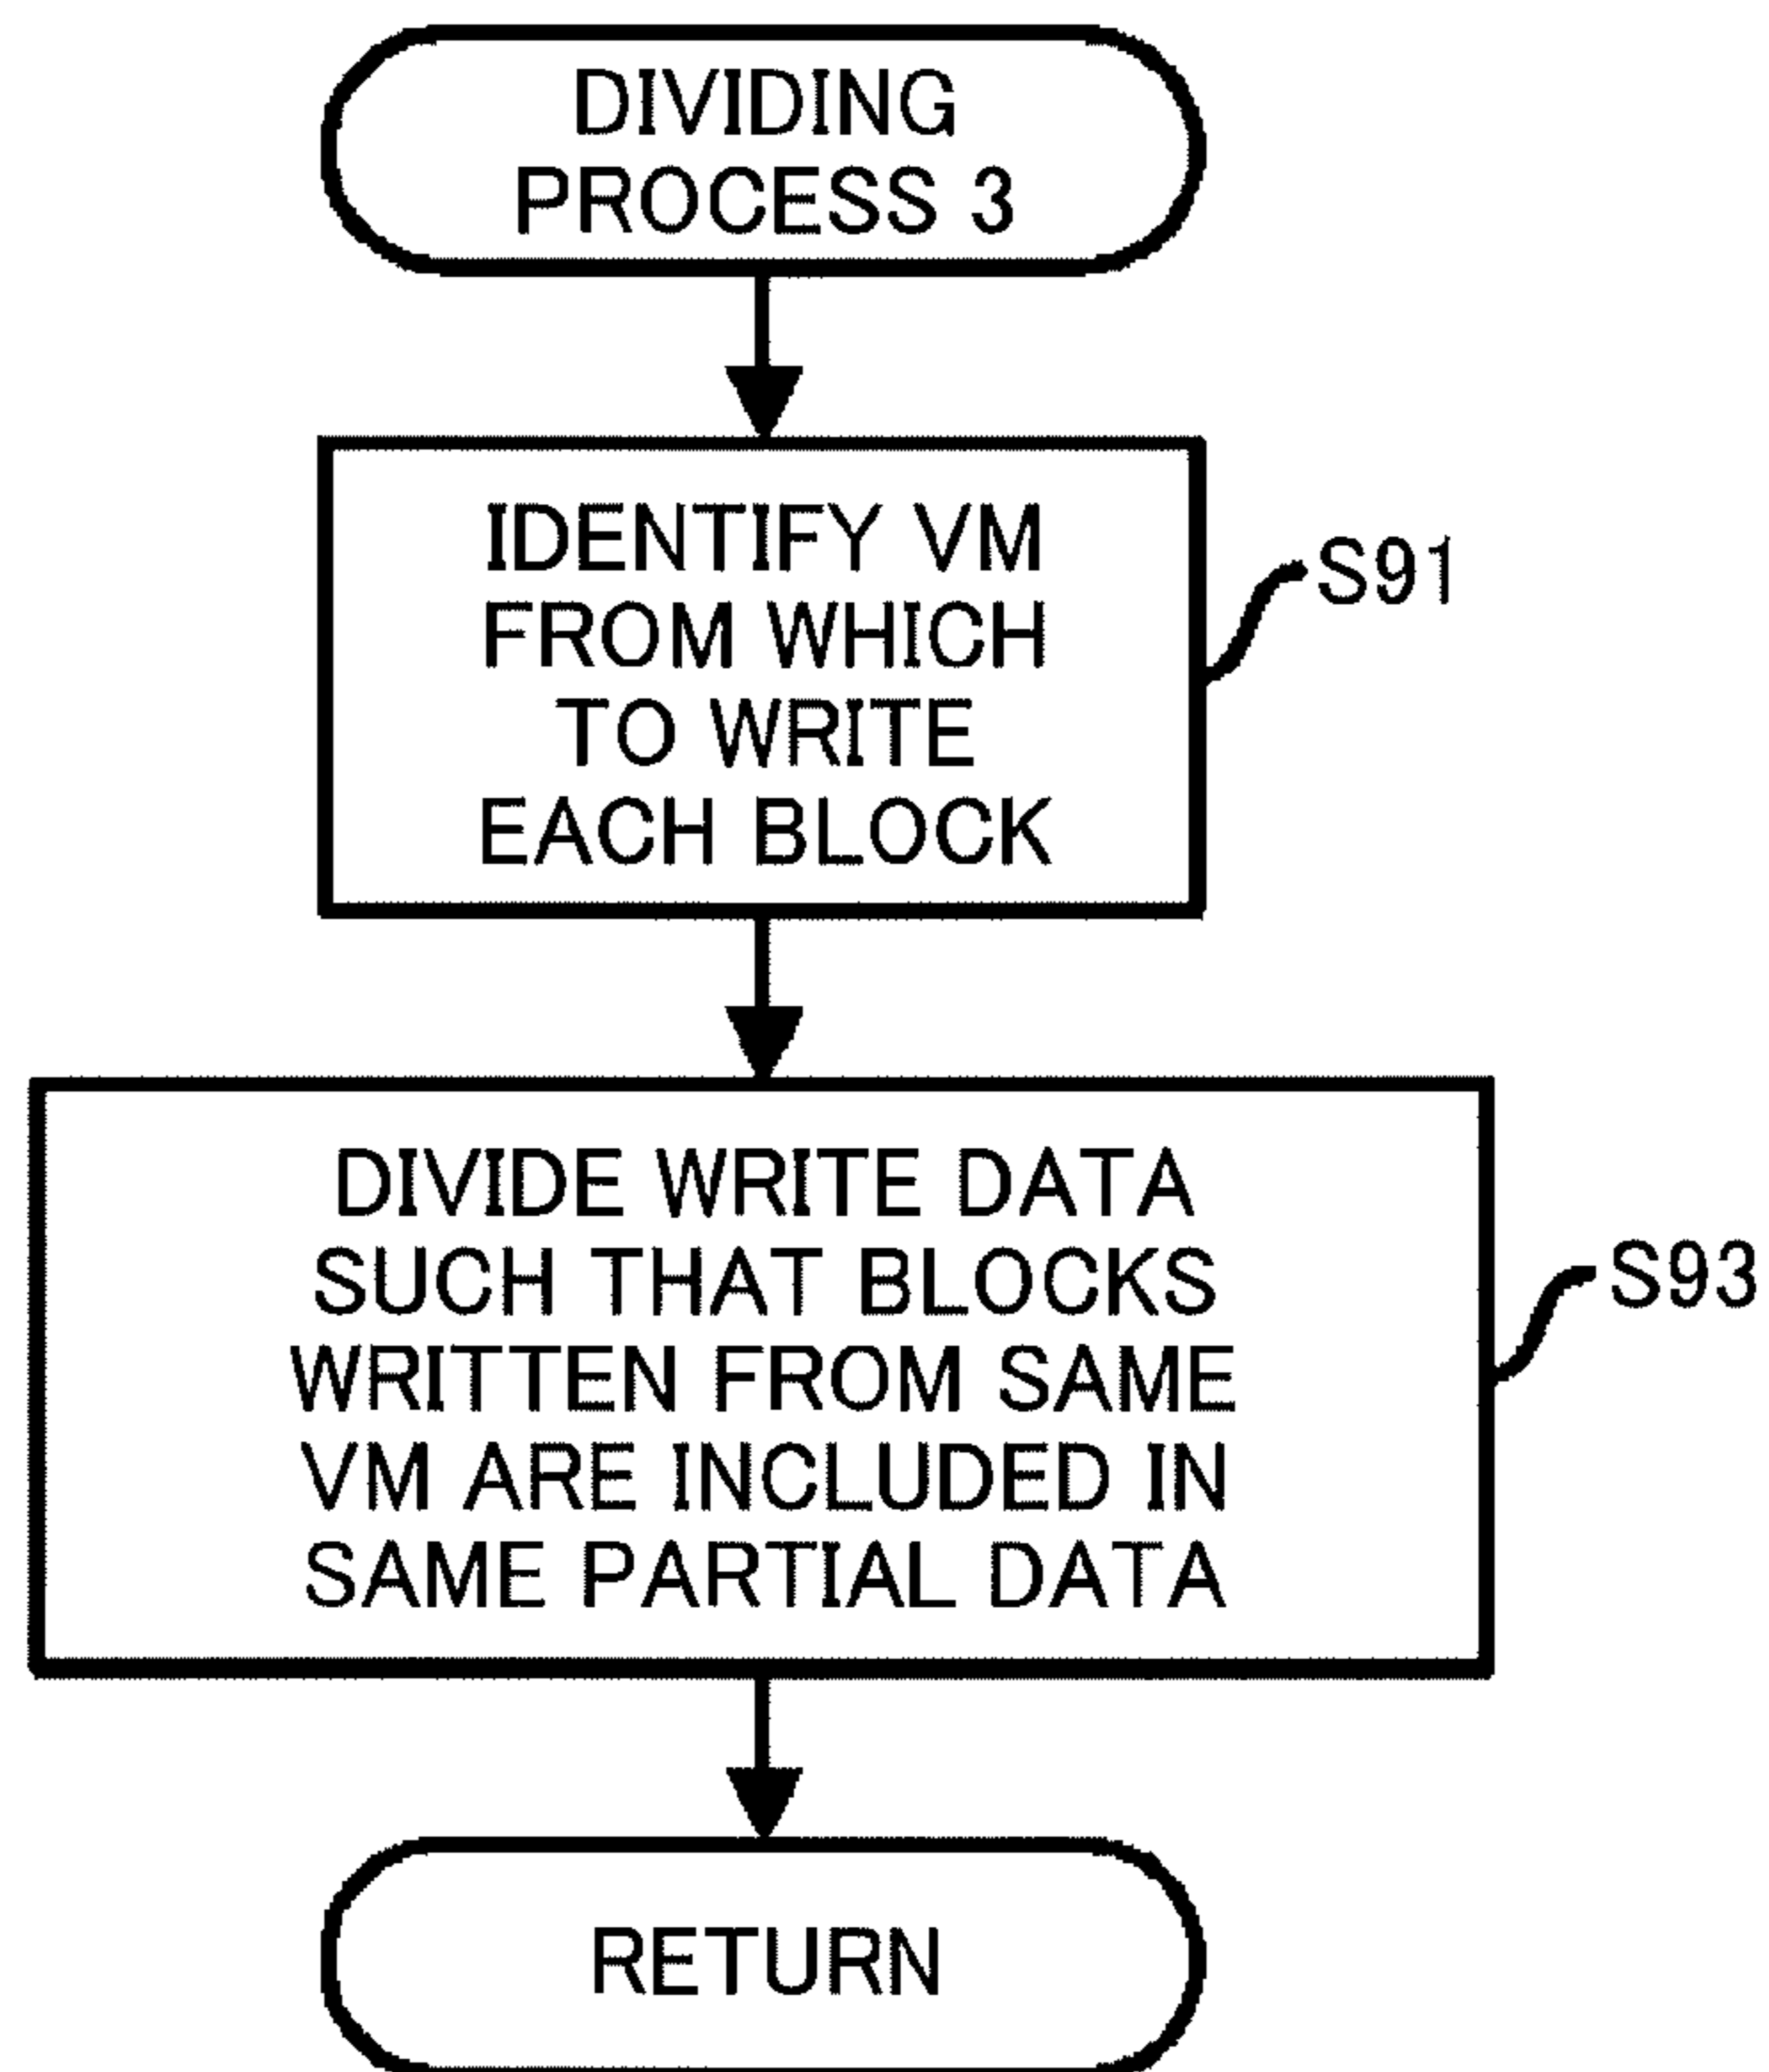 DIVIDING
PROCESS 3
IDENTIFY VM
FROM WHICH
TO WRITE
EACH BLOCK
S91
DIVIDE WRITE DATA
SUCH THAT BLOCKS
WRITTEN FROM SAME
VM ARE INCLUDED IN
SAME PARTIAL DATA
S93
RETURN